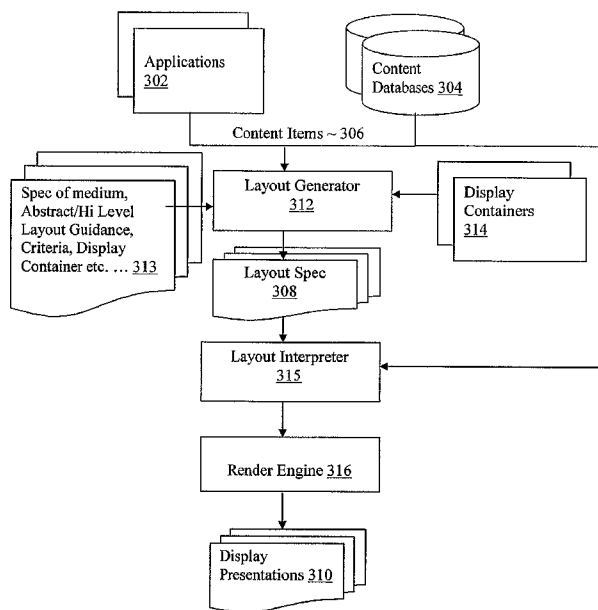 Applications
302
Content
Databases 304
Content Items ~ 306
Spec of medium,
Abstract/Hi Level
Layout Guidance,
Criteria, Display
Container etc. … 313
Layout Generator
312
Display
Containers
314
Layout Spec
308
Layout Interpreter
315
Render Engine 316
Display
Presentations 310